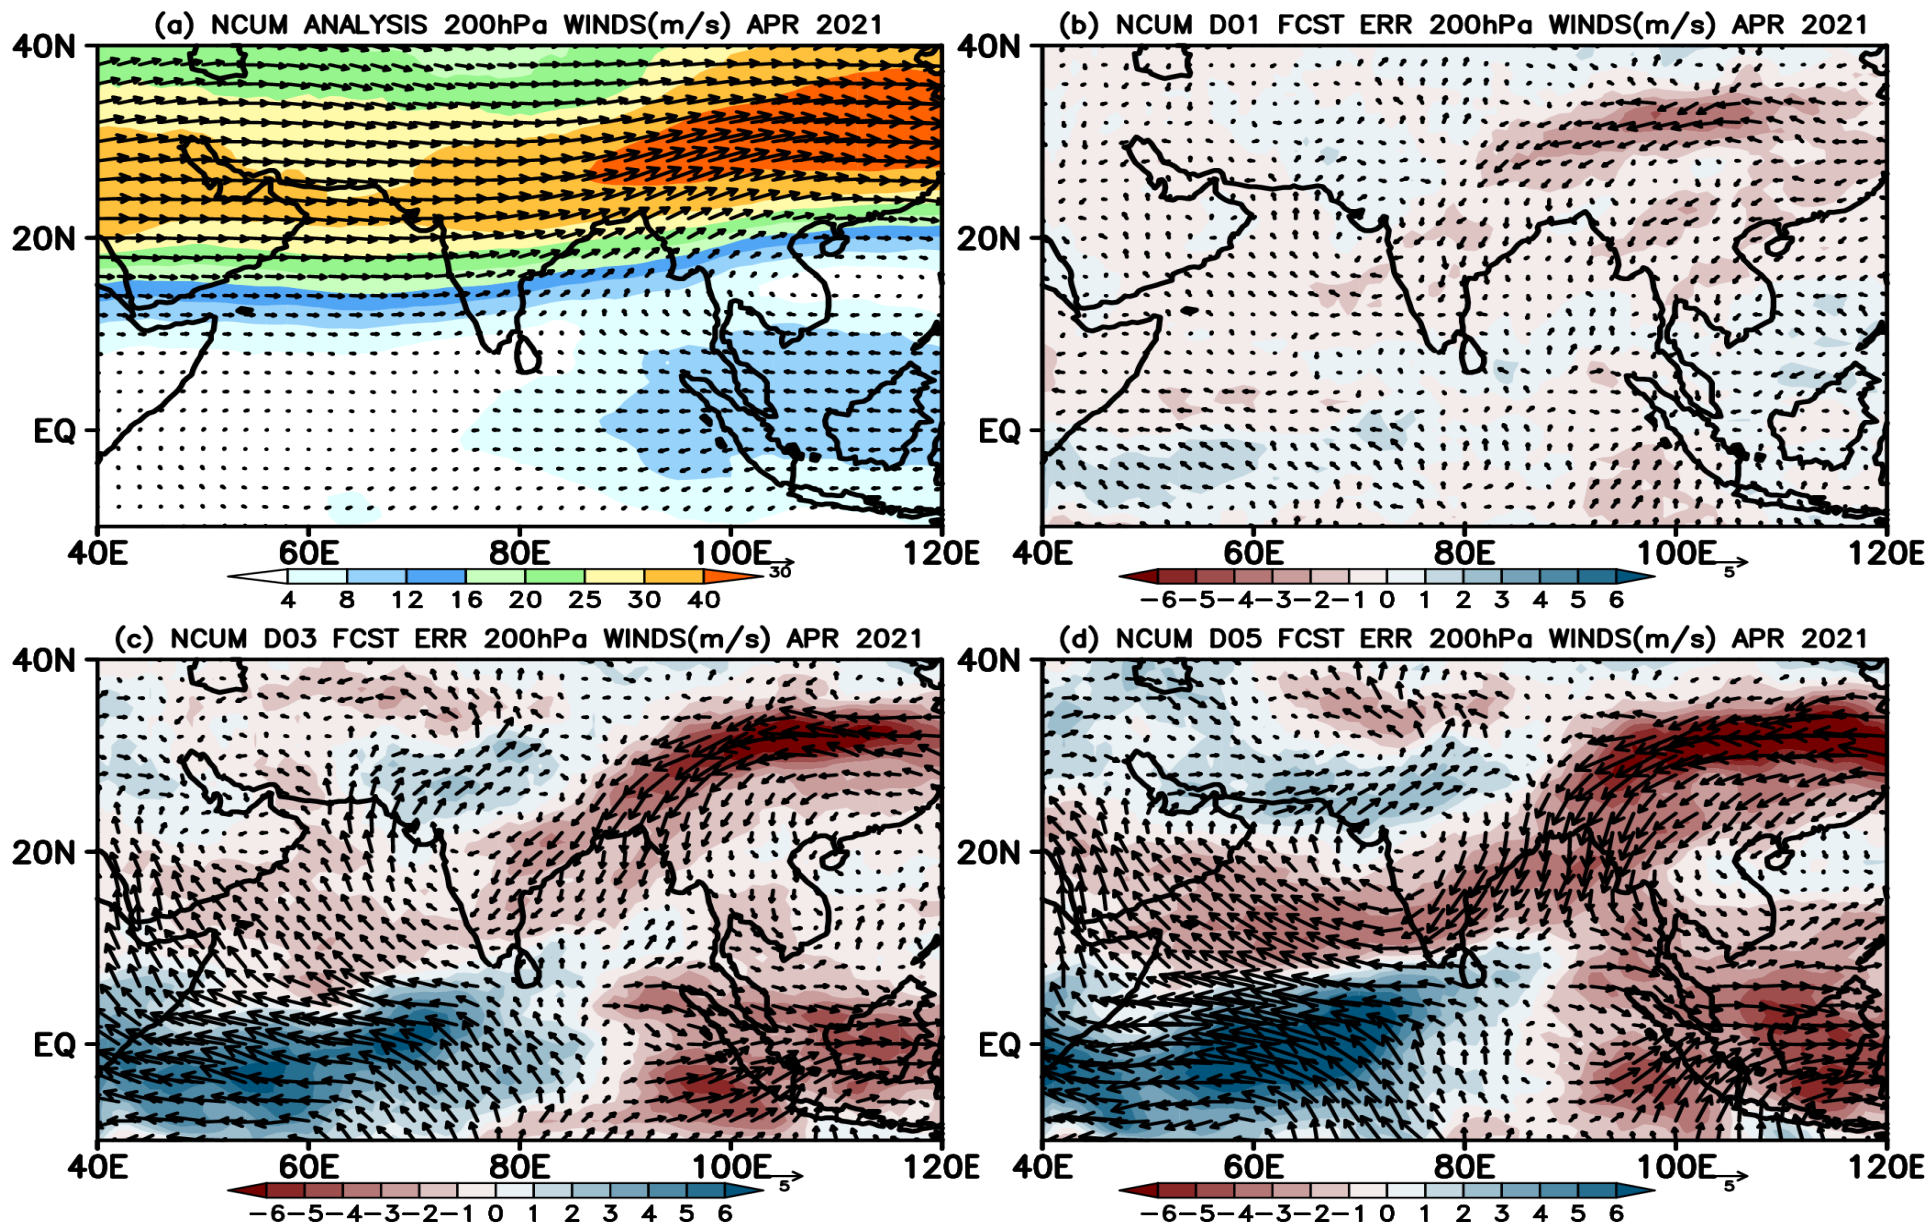 (a) NCUM ANALYSIS 200hPa WINDS(m/s) APR 2021
40N
20N
EQ
40E 60E 80E 100E 120E
30
4 8 12 16 20 25 30 40
(b) NCUM D01 FCST ERR 200hPa WINDS(m/s) APR 2021
40N
20N
EQ
40E 60E 80E 100E 120E
5
-6-5-4-3-2-1 0 1 2 3 4 5 6
(c) NCUM D03 FCST ERR 200hPa WINDS(m/s) APR 2021
40N
20N
EQ
40E 60E 80E 100E 120E
5
-6-5-4-3-2-1 0 1 2 3 4 5 6
(d) NCUM D05 FCST ERR 200hPa WINDS(m/s) APR 2021
40N
20N
EQ
40E 60E 80E 100E 120E
5
-6-5-4-3-2-1 0 1 2 3 4 5 6